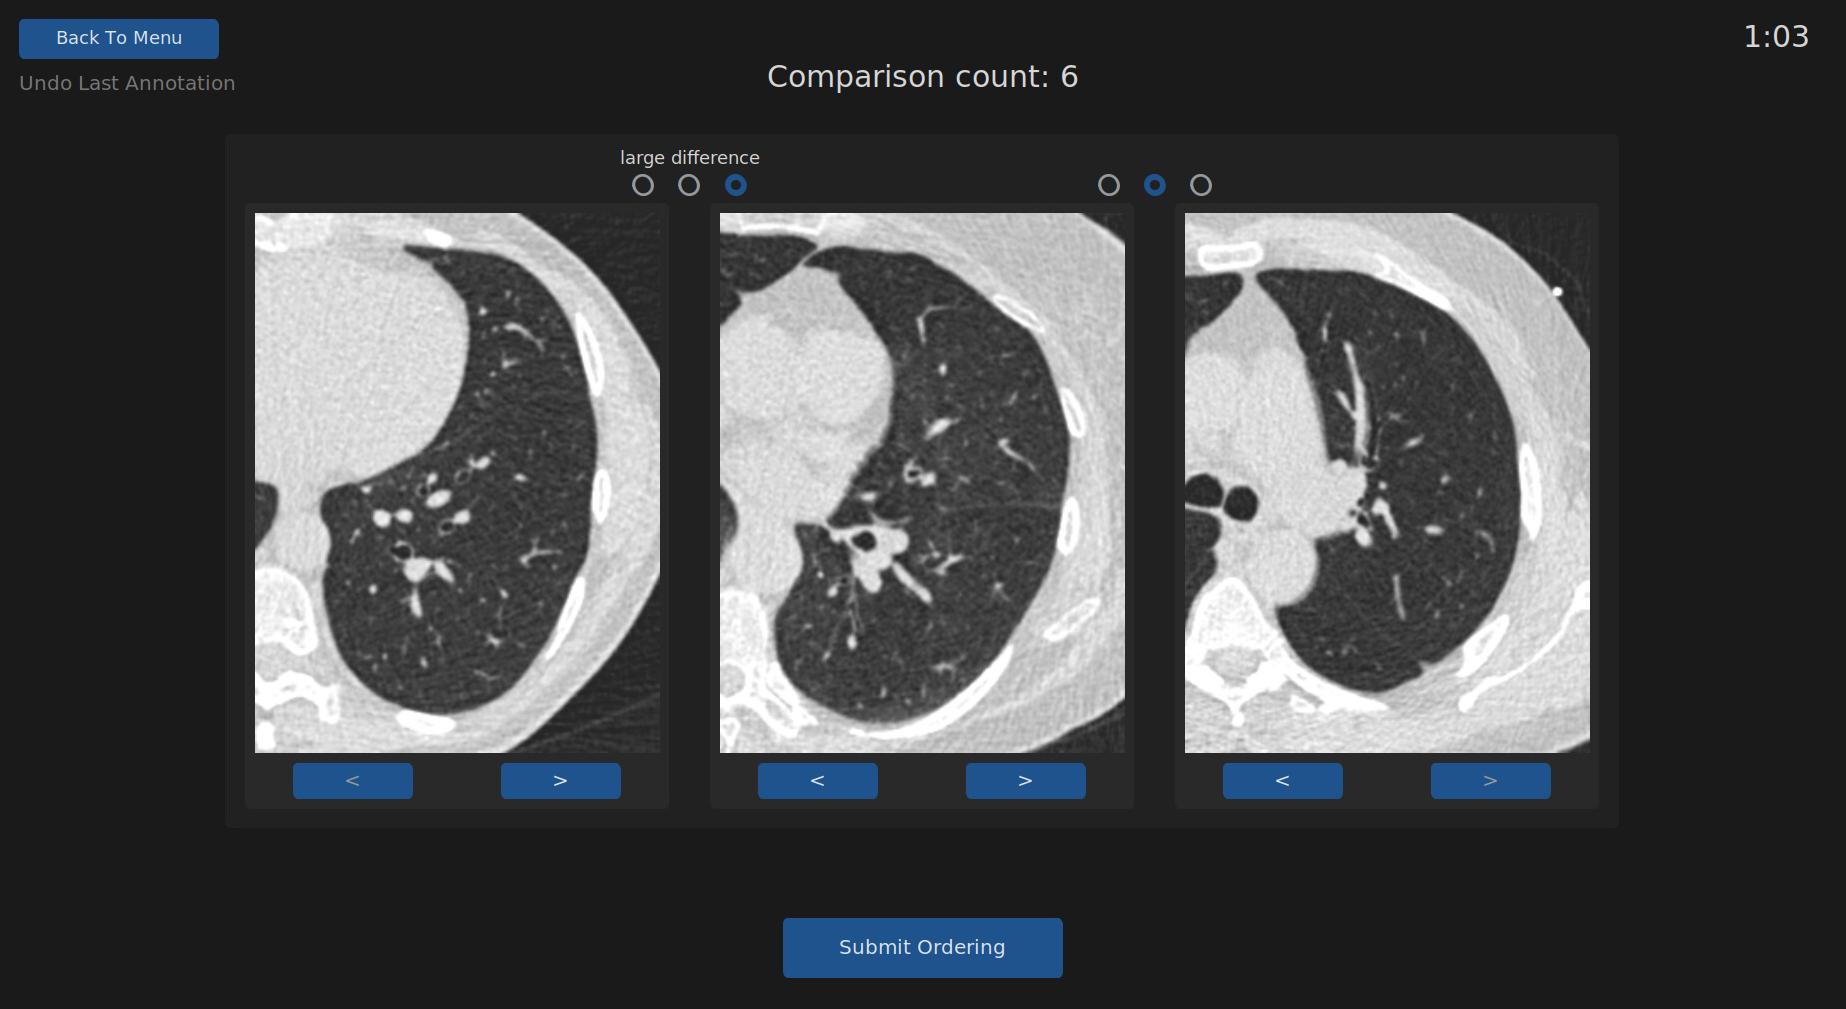 Back To Menu
1:03
Undo Last Annotation
Comparison count: 6
large difference
< > < > < >
Submit Ordering